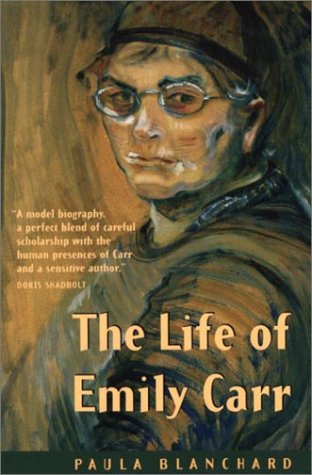 "A model biography,
a perfect blend of careful
scholarship with the
human presences of Carr
and a sensitive author."
DORIS SHADBOLT
The Life of
Emily Carr
PAULA BLANCHARD